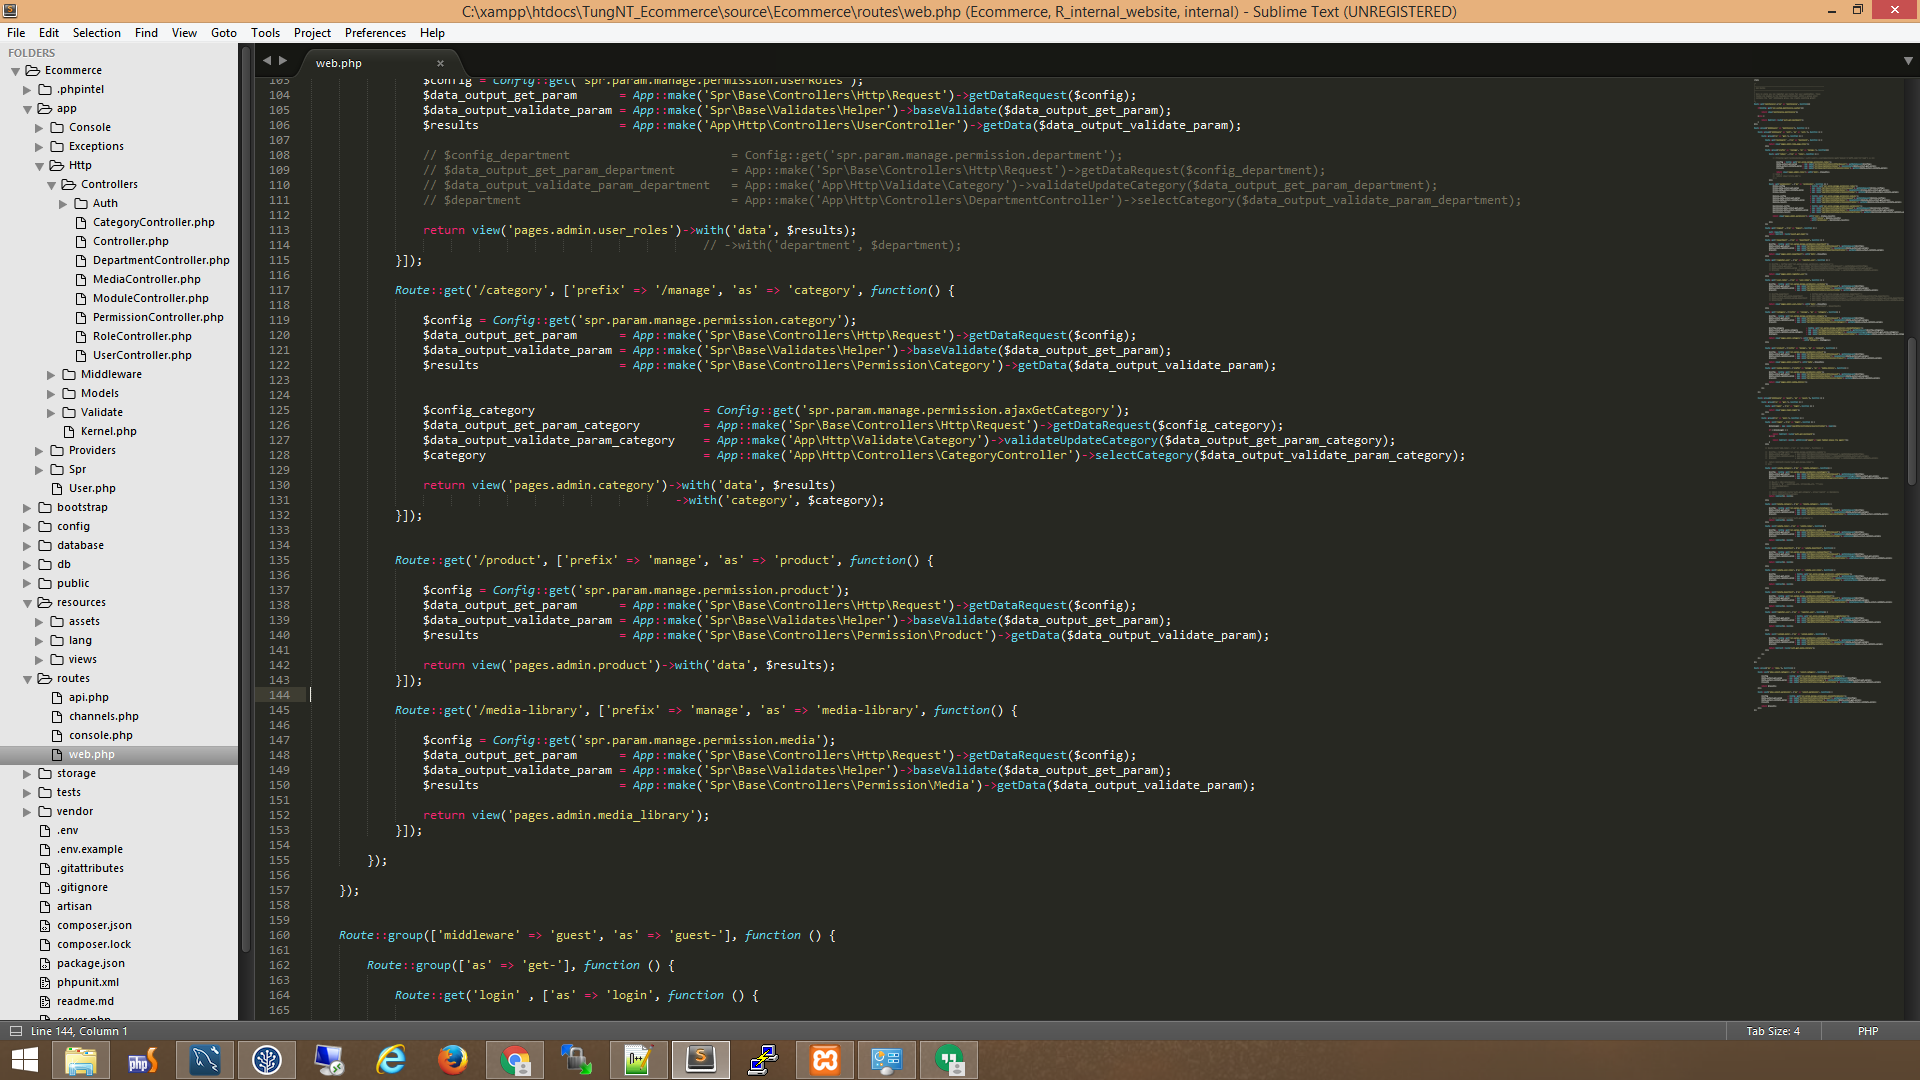 C:\xampp\htdocs\TungNT_Ecommerce\source\Ecommerce\routes\web.php (Ecommerce, R_internal_website, internal) - Sublime Text (UNREGISTERED)
File Edit Selection Find View Goto Tools Project Preferences Help
FOLDERS
Ecommerce
.phpintel
app
Console
Exceptions
Http
Controllers
Auth
CategoryController.php
Controller.php
DepartmentController.php
MediaController.php
ModuleController.php
PermissionController.php
RoleController.php
UserController.php
Middleware
Models
Validate
Kernel.php
Providers
Spr
User.php
bootstrap
config
database
db
public
resources
assets
lang
views
routes
api.php
channels.php
console.php
web.php
storage
tests
vendor
.env
.env.example
.gitattributes
.gitignore
artisan
composer.json
composer.lock
package.json
phpunit.xml
readme.md
server.php
web.php
103 $config = Config::get('spr.param.manage.permission.userRoles');
104 $data_output_get_param = App::make('Spr\Base\Controllers\Http\Request')->getDataRequest($config);
105 $data_output_validate_param = App::make('Spr\Base\Validates\Helper')->baseValidate($data_output_get_param);
106 $results = App::make('App\Http\Controllers\UserController')->getData($data_output_validate_param);
107
108 // $config_department = Config::get('spr.param.manage.permission.department');
109 // $data_output_get_param_department = App::make('Spr\Base\Controllers\Http\Request')->getDataRequest($config_department);
110 // $data_output_validate_param_department = App::make('App\Http\Validate\Category')->validateUpdateCategory($data_output_get_param_department);
111 // $department = App::make('App\Http\Controllers\DepartmentController')->selectCategory($data_output_validate_param_department);
112
113 return view('pages.admin.user_roles')->with('data', $results);
114 // ->with('department', $department);
115 }]);
116
117 Route::get('/category', ['prefix' => '/manage', 'as' => 'category', function() {
118
119 $config = Config::get('spr.param.manage.permission.category');
120 $data_output_get_param = App::make('Spr\Base\Controllers\Http\Request')->getDataRequest($config);
121 $data_output_validate_param = App::make('Spr\Base\Validates\Helper')->baseValidate($data_output_get_param);
122 $results = App::make('Spr\Base\Controllers\Permission\Category')->getData($data_output_validate_param);
123
124
125 $config_category = Config::get('spr.param.manage.permission.ajaxGetCategory');
126 $data_output_get_param_category = App::make('Spr\Base\Controllers\Http\Request')->getDataRequest($config_category);
127 $data_output_validate_param_category = App::make('App\Http\Validate\Category')->validateUpdateCategory($data_output_get_param_category);
128 $category = App::make('App\Http\Controllers\CategoryController')->selectCategory($data_output_validate_param_category);
129
130 return view('pages.admin.category')->with('data', $results)
131 ->with('category', $category);
132 }]);
133
134
135 Route::get('/product', ['prefix' => 'manage', 'as' => 'product', function() {
136
137 $config = Config::get('spr.param.manage.permission.product');
138 $data_output_get_param = App::make('Spr\Base\Controllers\Http\Request')->getDataRequest($config);
139 $data_output_validate_param = App::make('Spr\Base\Validates\Helper')->baseValidate($data_output_get_param);
140 $results = App::make('Spr\Base\Controllers\Permission\Product')->getData($data_output_validate_param);
141
142 return view('pages.admin.product')->with('data', $results);
143 }]);
144
145 Route::get('/media-library', ['prefix' => 'manage', 'as' => 'media-library', function() {
146
147 $config = Config::get('spr.param.manage.permission.media');
148 $data_output_get_param = App::make('Spr\Base\Controllers\Http\Request')->getDataRequest($config);
149 $data_output_validate_param = App::make('Spr\Base\Validates\Helper')->baseValidate($data_output_get_param);
150 $results = App::make('Spr\Base\Controllers\Permission\Media')->getData($data_output_validate_param);
151
152 return view('pages.admin.media_library');
153 }]);
154
155 });
156
157 });
158
159
160 Route::group(['middleware' => 'guest', 'as' => 'guest-'], function () {
161
162 Route::group(['as' => 'get-'], function () {
163
164 Route::get('login' , ['as' => 'login', function () {
165
Line 144, Column 1
Tab Size: 4 PHP